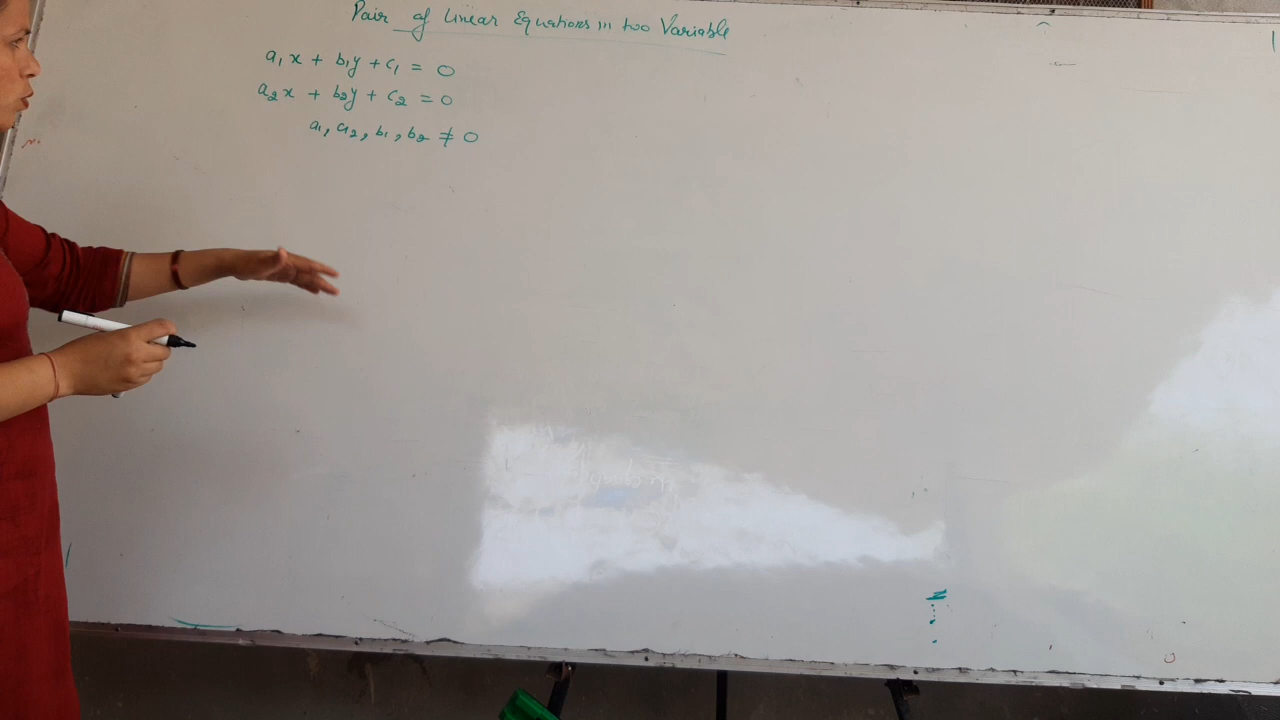 Pair of Linear Equations in two Variable
a₁x + b₁y + c₁ = 0
a₂x + b₂y + c₂ = 0
a₁, a₂, b₁, b₂ ≠ 0